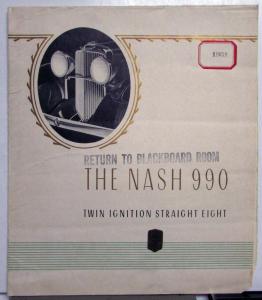 RETURN TO BLACKBOARD ROOM
THE NASH 990
TWIN IGNITION STRAIGHT EIGHT